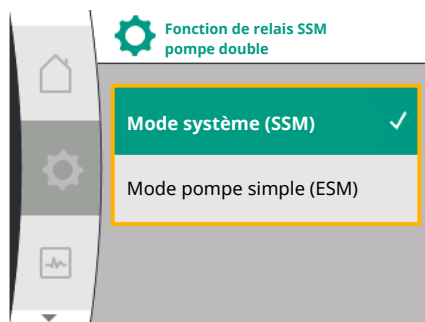 Fonction de relais SSM
pompe double
Mode système (SSM)
Mode pompe simple (ESM)